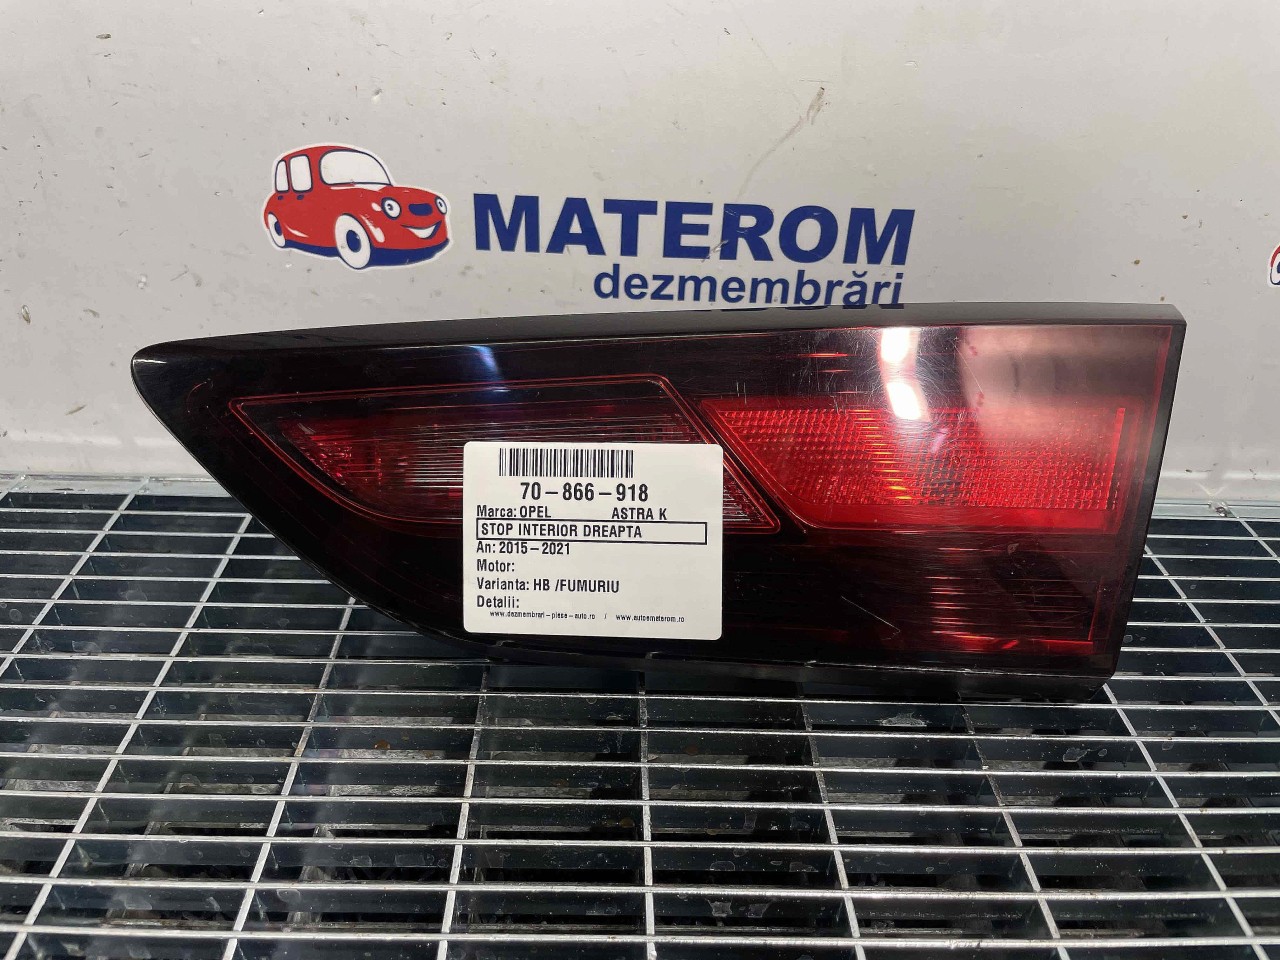 MATEROM
dezmembrări
70-866-918
Marca: OPEL ASTRA K
STOP INTERIOR DREAPTA
An: 2015-2021
Motor:
Varianta: HB /FUMURIU
Detalii:
www.dezmembrari-piese-auto.ro / www.autosmaterom.ro